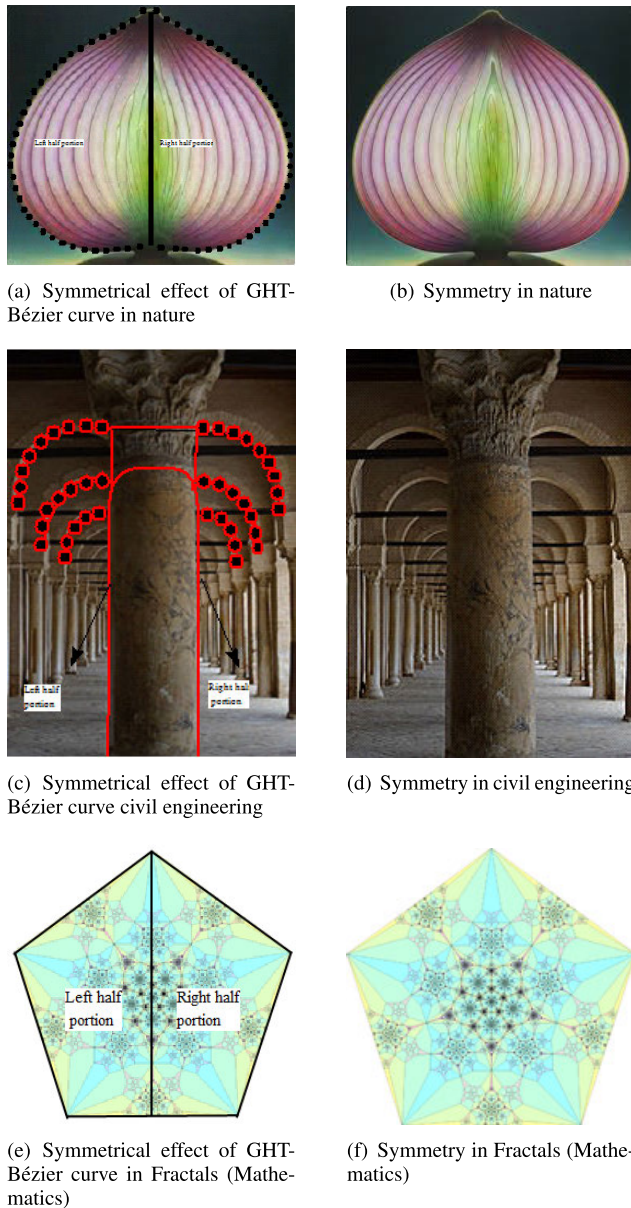 Left half portion
Right half portion
(a) Symmetrical effect of GHT-
Bézier curve in nature
(b) Symmetry in nature
Left half
portion
Right hal
portion
(c) Symmetrical effect of GHT-
Bézier curve civil engineering
(d) Symmetry in civil engineering
Left half
portion
Right half
portion
(e) Symmetrical effect of GHT-
Bézier curve in Fractals (Mathe-
matics)
(f) Symmetry in Fractals (Mathe-
matics)